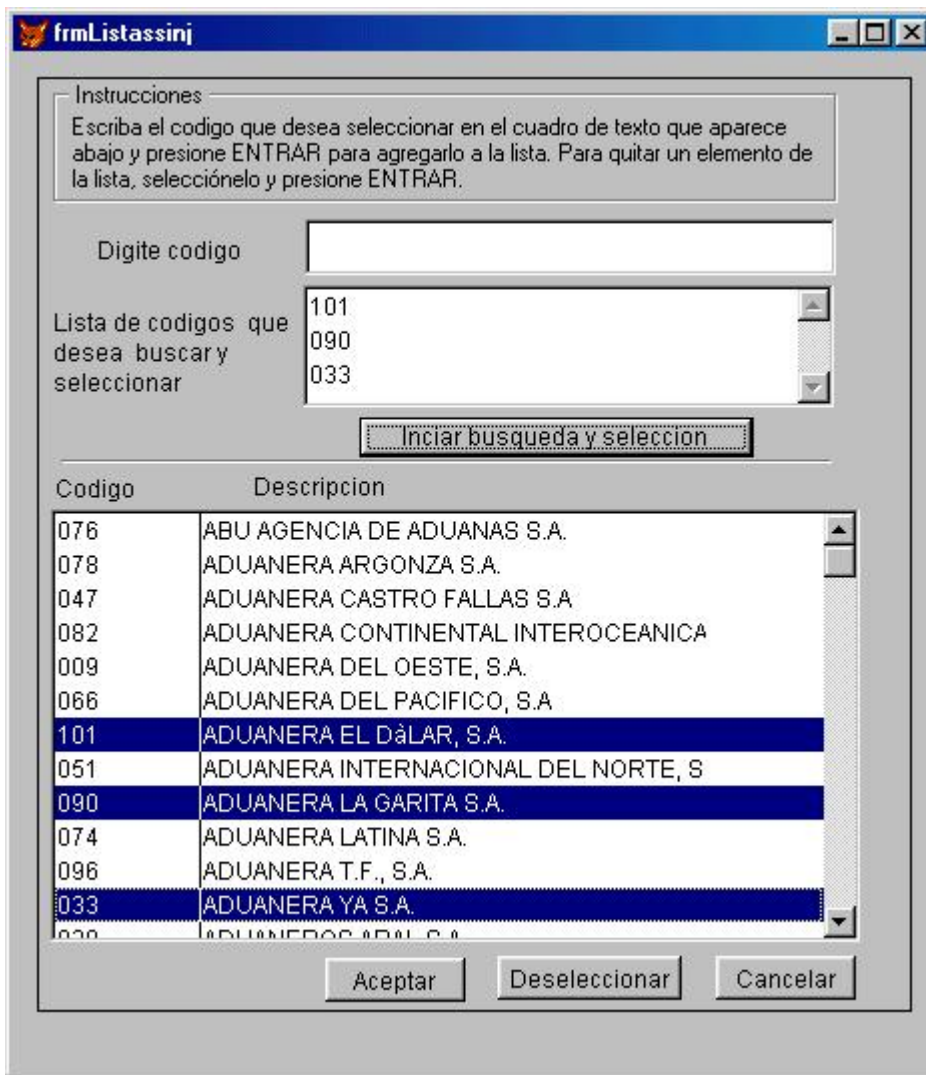 frmListassinj
Instrucciones
Escriba el codigo que desea seleccionar en el cuadro de texto que aparece
abajo y presione ENTRAR para agregarlo a la lista. Para quitar un elemento de
la lista, selecciónelo y presione ENTRAR.
Digite codigo
Lista de codigos que
desea buscar y
seleccionar
101
090
033
Inciar busqueda y seleccion
Codigo Descripcion
076 ABU AGENCIA DE ADUANAS S.A.
078 ADUANERA ARGONZA S.A.
047 ADUANERA CASTRO FALLAS S.A
082 ADUANERA CONTINENTAL INTEROCEANICA
009 ADUANERA DEL OESTE, S.A.
066 ADUANERA DEL PACIFICO, S.A
101 ADUANERA EL DàLAR, S.A.
051 ADUANERA INTERNACIONAL DEL NORTE, S
090 ADUANERA LA GARITA S.A.
074 ADUANERA LATINA S.A.
096 ADUANERA T.F., S.A.
033 ADUANERA YA S.A.
ADUANEROS ARAL S.A.
Aceptar Deseleccionar Cancelar